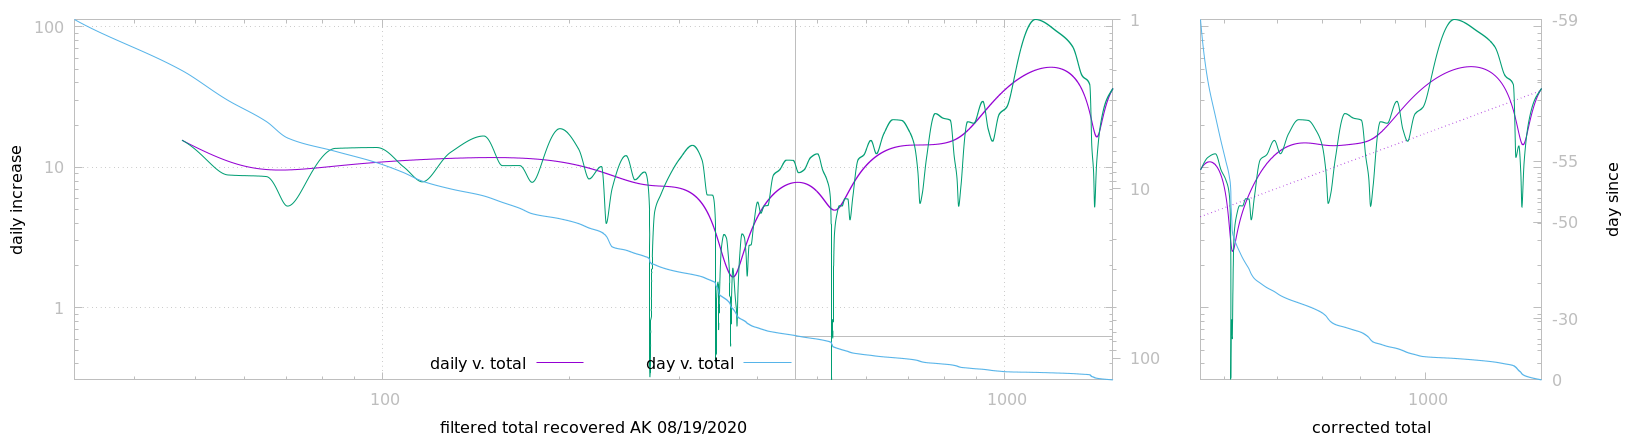 100
10
1
daily increase
daily v. total
day v. total
100
1000
filtered total recovered AK 08/19/2020
1
10
100
1000
corrected total
-59
-55
-50
-30
0
day since